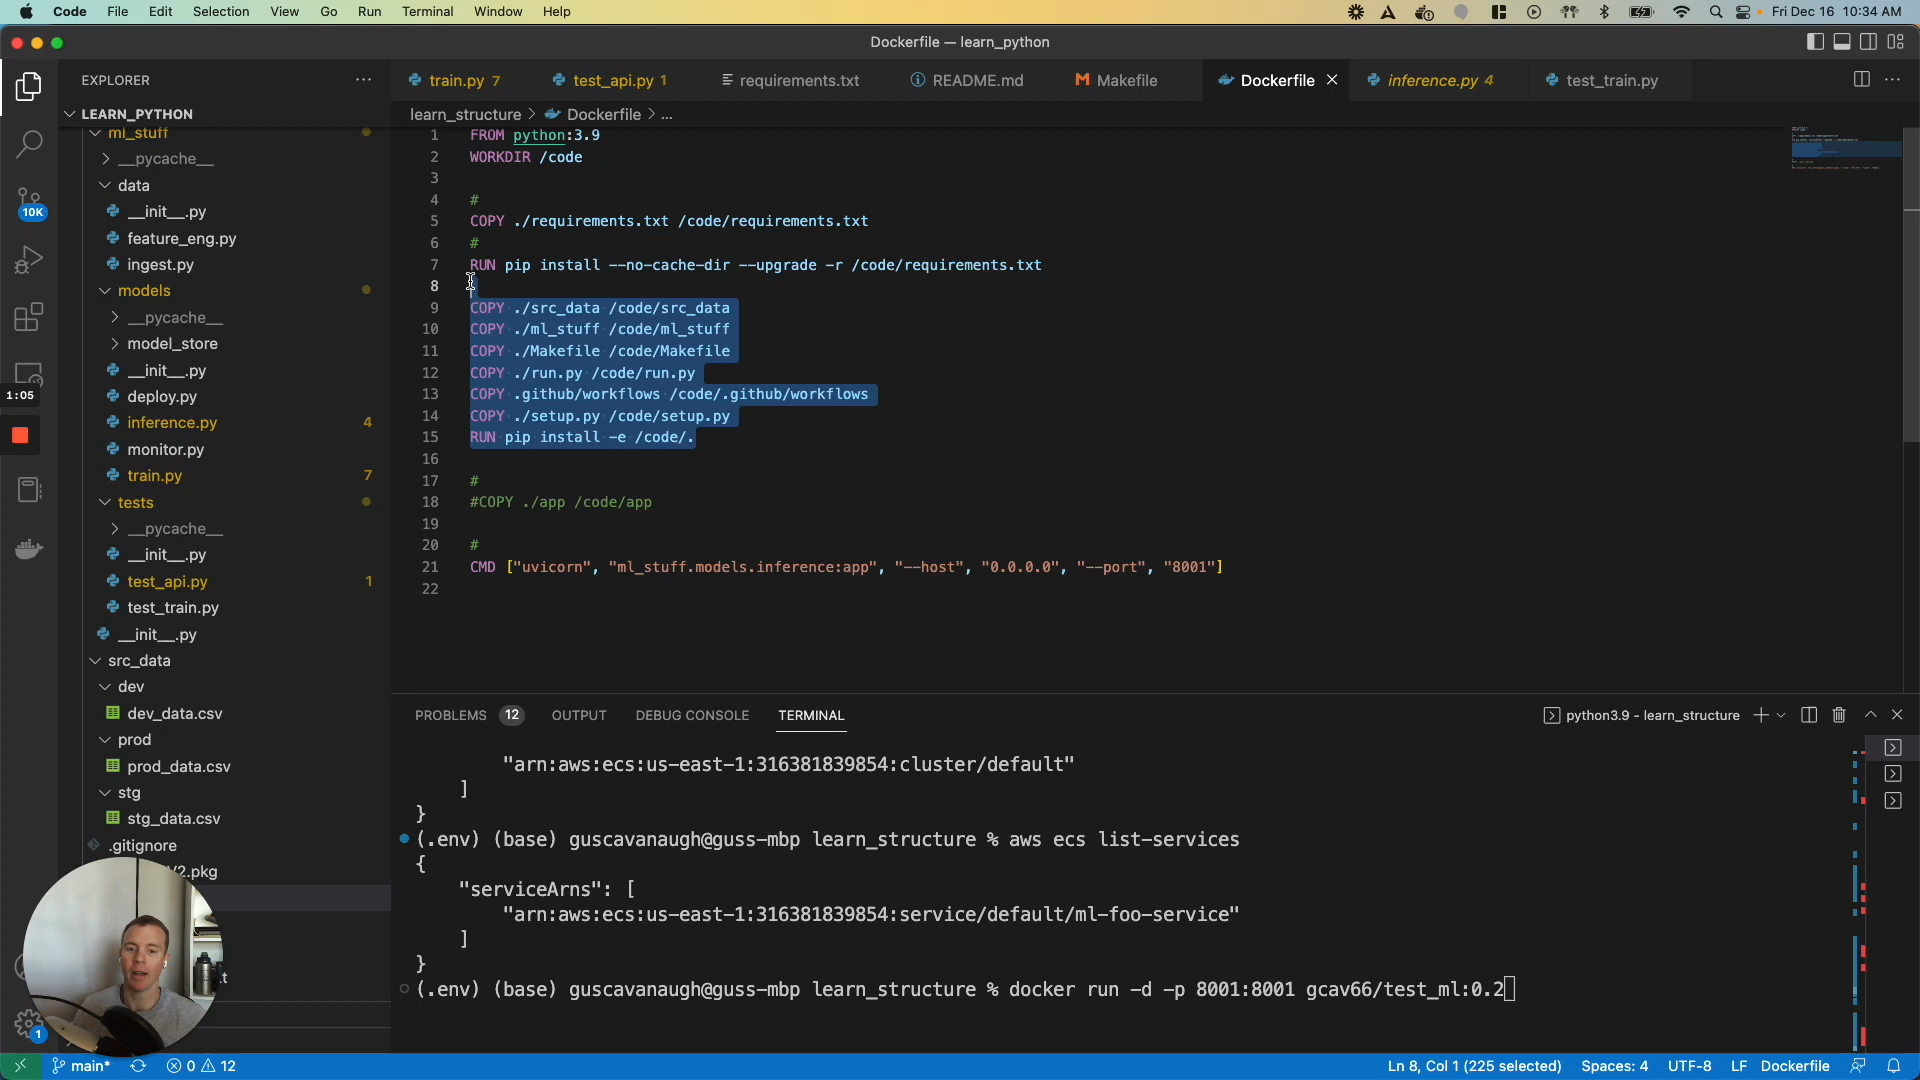 Code File Edit Selection View Go Run Terminal Window Help
Fri Dec 16 10:34 AM
Dockerfile — learn_python
EXPLORER
train.py 7
test_api.py 1
requirements.txt
README.md
Makefile
Dockerfile
inference.py 4
test_train.py
LEARN_PYTHON
learn_structure > Dockerfile > ...
ml_stuff
__pycache__
data
__init__.py
feature_eng.py
ingest.py
models
__pycache__
model_store
__init__.py
deploy.py
inference.py 4
monitor.py
train.py 7
tests
__pycache__
__init__.py
test_api.py 1
test_train.py
__init__.py
src_data
dev
dev_data.csv
prod
prod_data.csv
stg
stg_data.csv
.gitignore
V2.pkg
t
10K
1:05
1
1 FROM python:3.9
2 WORKDIR /code
3
4 #
5 COPY ./requirements.txt /code/requirements.txt
6 #
7 RUN pip install --no-cache-dir --upgrade -r /code/requirements.txt
8
9 COPY ./src_data /code/src_data
10 COPY ./ml_stuff /code/ml_stuff
11 COPY ./Makefile /code/Makefile
12 COPY ./run.py /code/run.py
13 COPY .github/workflows /code/.github/workflows
14 COPY ./setup.py /code/setup.py
15 RUN pip install -e /code/.
16
17 #
18 #COPY ./app /code/app
19
20 #
21 CMD ["uvicorn", "ml_stuff.models.inference:app", "--host", "0.0.0.0", "--port", "8001"]
22
PROBLEMS 12 OUTPUT DEBUG CONSOLE TERMINAL
python3.9 - learn_structure
"arn:aws:ecs:us-east-1:316381839854:cluster/default"
]
}
(.env) (base) guscavanaugh@guss-mbp learn_structure % aws ecs list-services
{
"serviceArns": [
"arn:aws:ecs:us-east-1:316381839854:service/default/ml-foo-service"
]
}
(.env) (base) guscavanaugh@guss-mbp learn_structure % docker run -d -p 8001:8001 gcav66/test_ml:0.2
main* 0 12
Ln 8, Col 1 (225 selected) Spaces: 4 UTF-8 LF Dockerfile